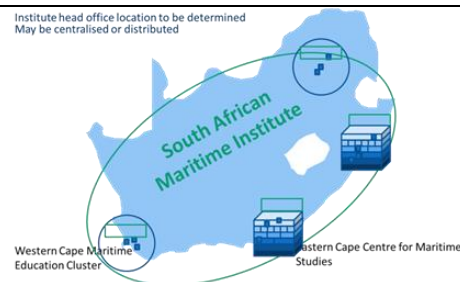 Institute head office location to be determined
May be centralised or distributed
South African
Maritime Institute
Western Cape Maritime
Education Cluster
Eastern Cape Centre for Maritime
Studies